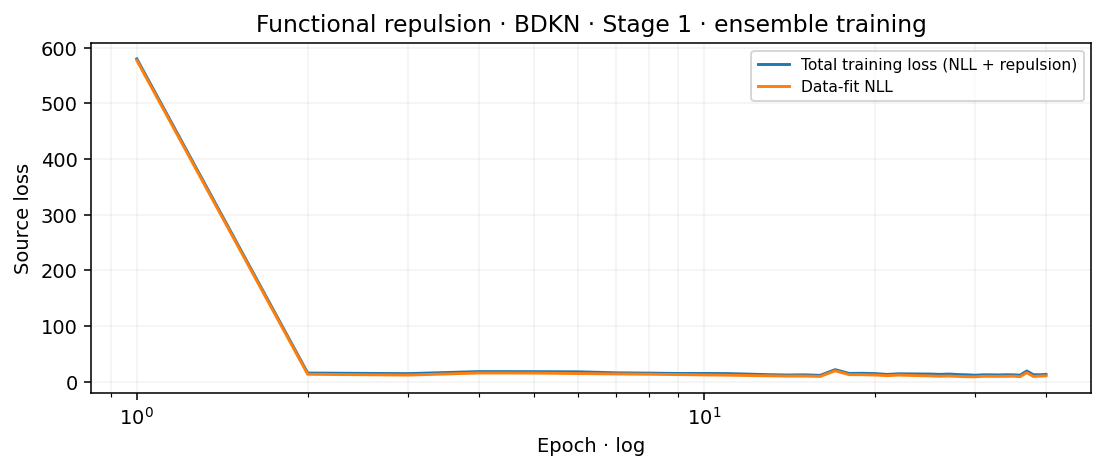 Functional repulsion · BDKN · Stage 1 · ensemble training
Total training loss (NLL + repulsion)
Data-fit NLL
Source loss
600
500
400
300
200
100
0
10⁰
10¹
Epoch · log